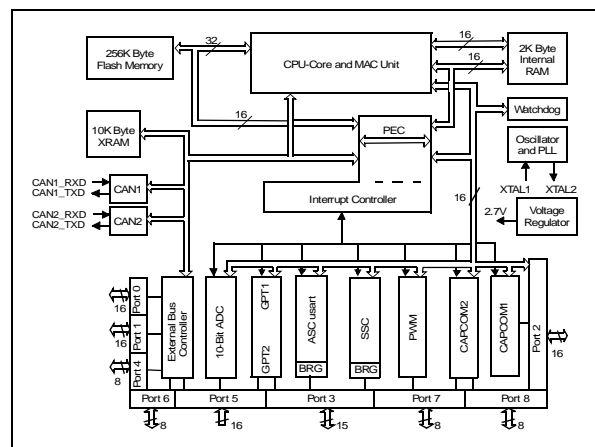 256K Byte
Flash Memory
32
CPU-Core and MAC Unit
16
16
2K Byte
Internal
RAM
16
PEC
Watchdog
10K Byte
XRAM
Oscillator
and PLL
CAN1_RXD
CAN1_TXD
CAN1
Interrupt Controller
16
XTAL1
XTAL2
CAN2_RXD
CAN2_TXD
CAN2
2.7V
Voltage
Regulator
16
Port 0
16
Port 1
8
Port 4
External Bus
Controller
10-Bit ADC
GPT1
GPT2
ASC usart
BRG
SSC
BRG
PWM
CAPCOM2
CAPCOM1
Port 2
16
Port 6
Port 5
Port 3
Port 7
Port 8
8
16
15
8
8